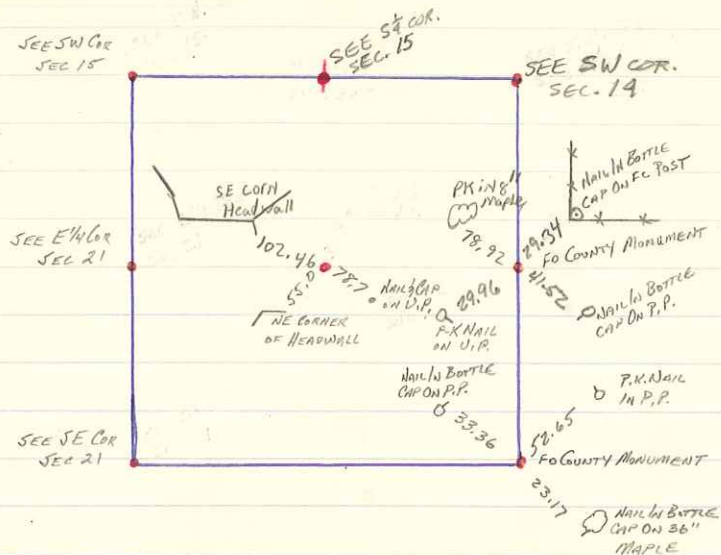 SEE SW COR
SEC 15
SEE S¼ COR.
SEC. 15
SEE SW COR.
SEC. 14
S.E CORN
Headwall
PK IN 8"
Maple
NAIL IN BOTTLE
CAP ON FC POST
102.46
78.92
29.34
SEE E¼ COR
SEC 21
FO COUNTY MONUMENT
55.0
78.7
NAIL & CAP
ON U.P.
29.96
P-K NAIL
ON U.P.
41.52
NAIL IN BOTTLE
CAP ON P.P.
NE CORNER
OF HEADWALL
NAIL IN BOTTLE
CAP ON P.P.
33.36
P.K. NAIL
IN P.P.
52.65
SEE SE COR
SEC 21
FO COUNTY MONUMENT
23.17
NAIL IN BOTTLE
CAP ON 36"
MAPLE